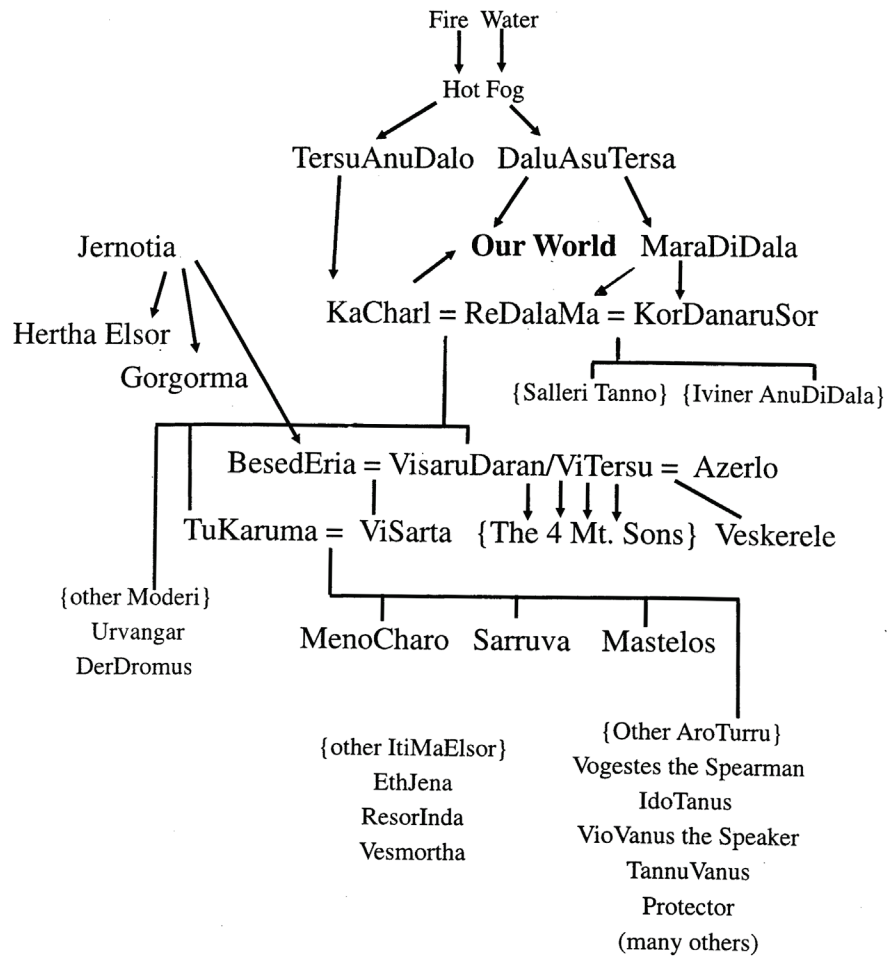 Fire Water
Hot Fog
TersuAnuDalo DaluAsuTersa
Jernotia Our World MaraDiDala
KaCharl = ReDalaMa = KorDanaruSor
Hertha Elsor
Gorgorma {Salleri Tanno} {Iviner AnuDiDala}
BesedEria = VisaruDaran/ViTersu = Azerlo
TuKaruma = ViSarta {The 4 Mt. Sons} Veskerele
{other Moderi}
Urvangar
DerDromus
MenoCharo Sarruva Mastelos
{other ItiMaElsor}
EthJena
ResorInda
Vesmortha
{Other AroTurru}
Vogestes the Spearman
IdoTanus
VioVanus the Speaker
TannuVanus
Protector
(many others)